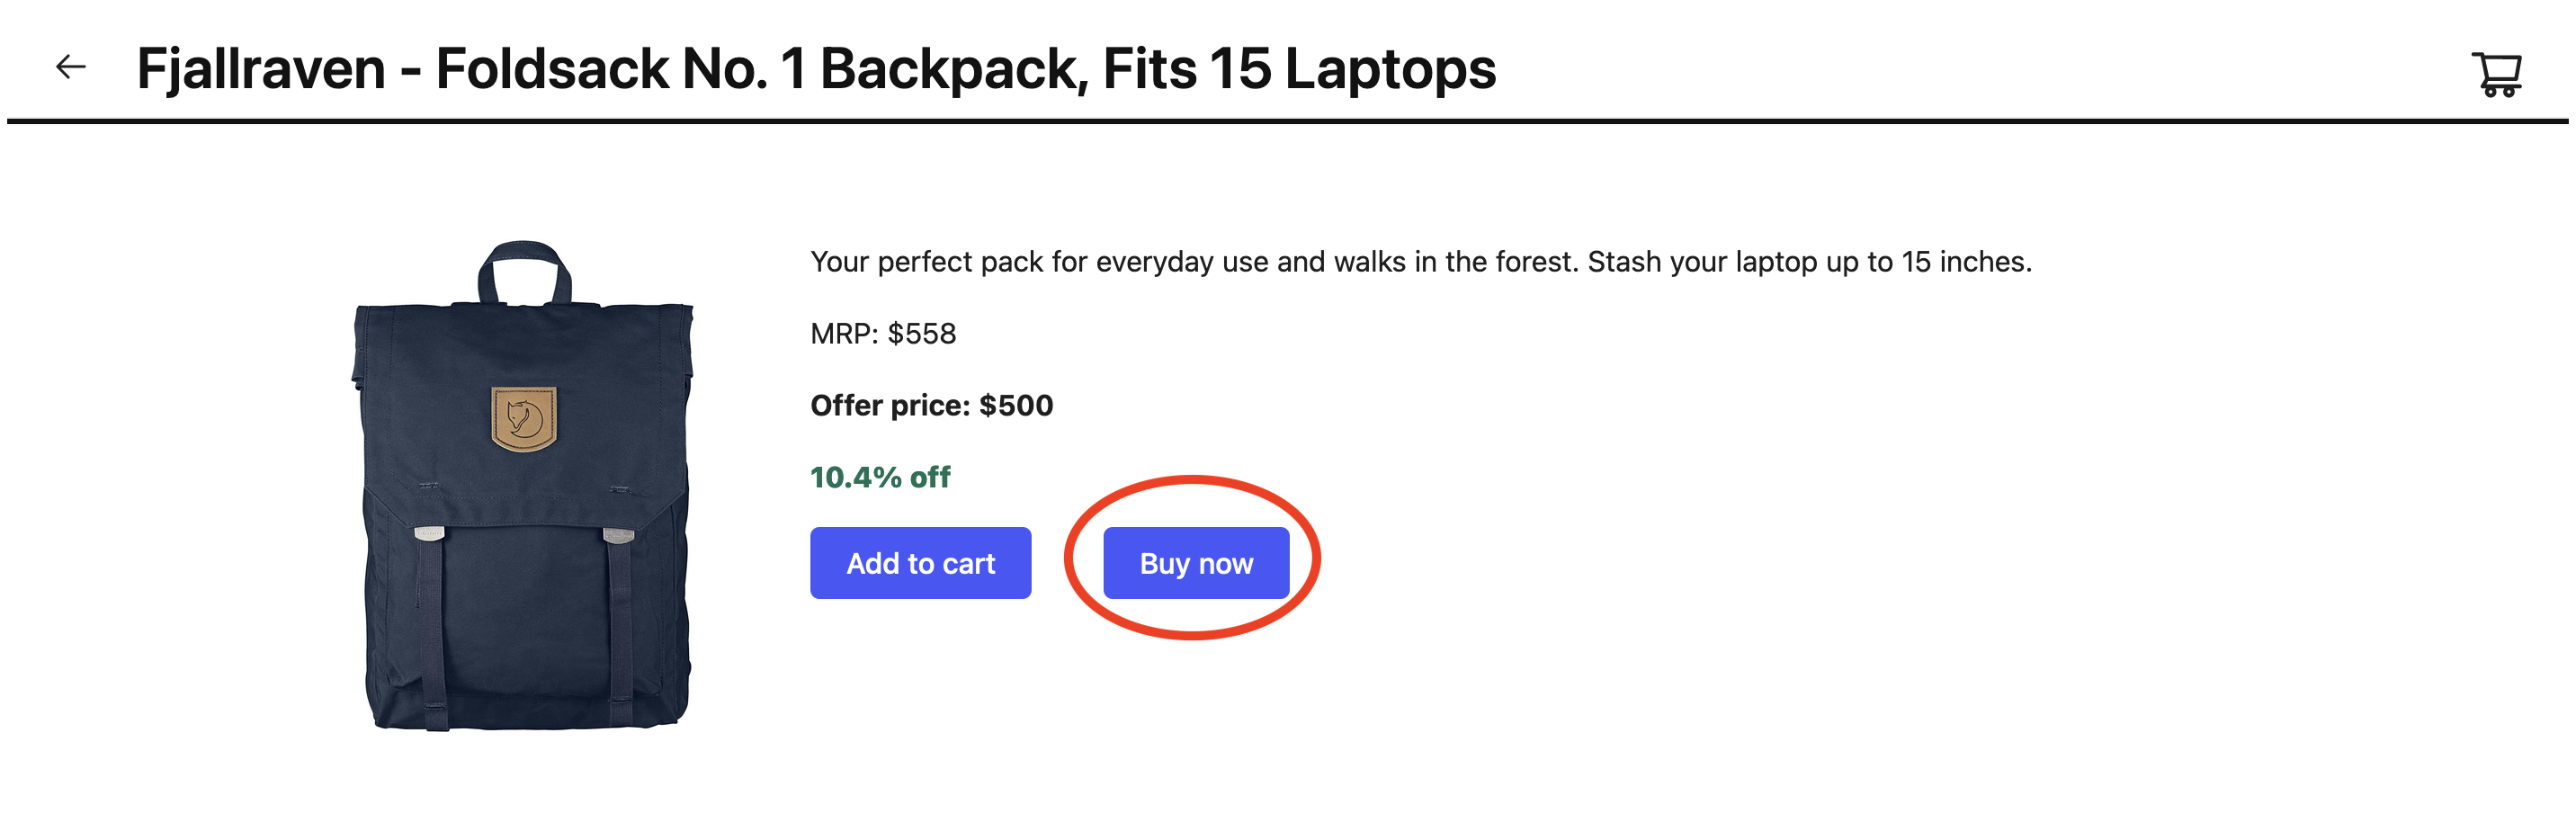 Fjallraven - Foldsack No. 1 Backpack, Fits 15 Laptops
Your perfect pack for everyday use and walks in the forest. Stash your laptop up to 15 inches.
MRP: $558
Offer price: $500
10.4% off
Add to cart
Buy now